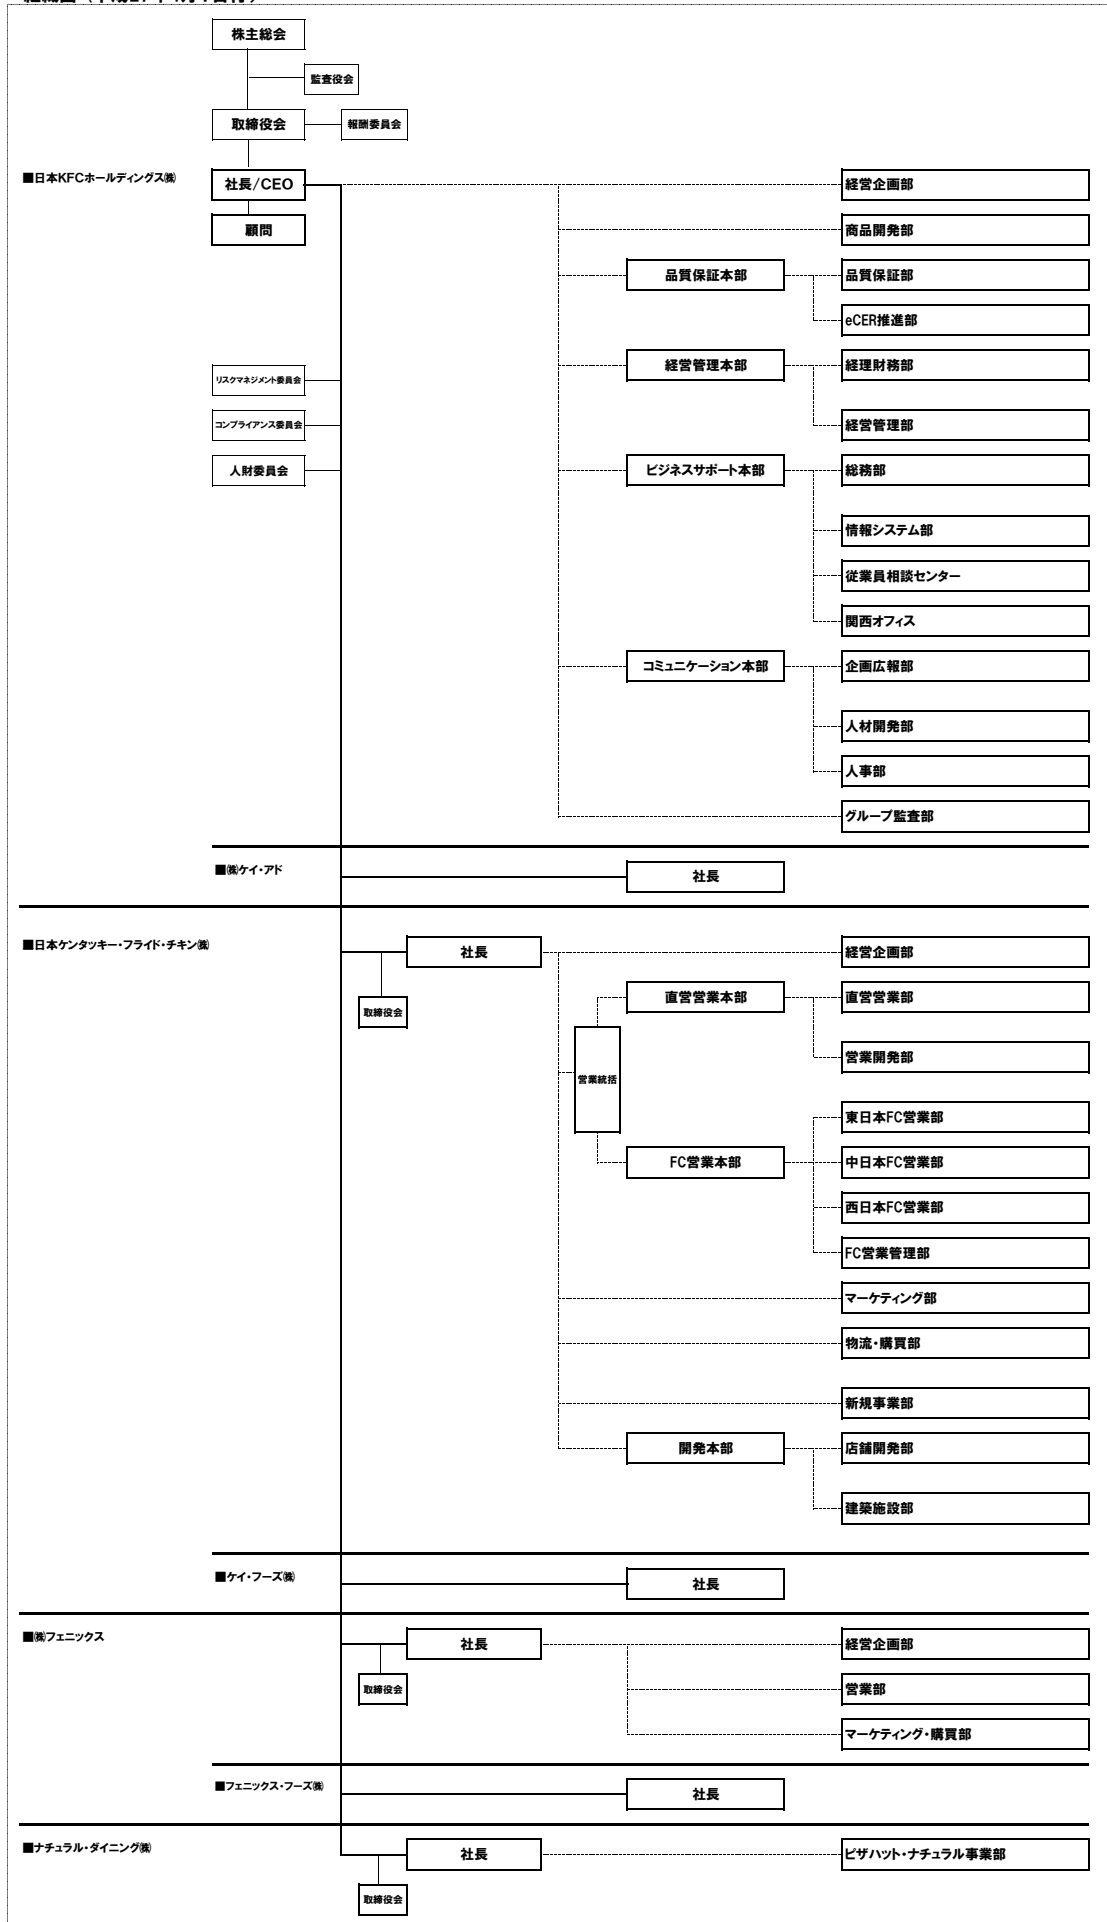 株主総会
監査役会
取締役会
報酬委員会
■日本KFCホールディングス㈱
社長/CEO
経営企画部
顧問
商品開発部
品質保証本部
品質保証部
eCER推進部
経営管理本部
経理財務部
リスクマネジメント委員会
コンプライアンス委員会
経営管理部
人財委員会
ビジネスサポート本部
総務部
情報システム部
従業員相談センター
関西オフィス
コミュニケーション本部
企画広報部
人材開発部
人事部
グループ監査部
■㈱ケイ・アド
社長
■日本ケンタッキー・フライド・チキン㈱
社長
経営企画部
取締役会
直営営業本部
直営営業部
営業開発部
営業統括
東日本FC営業部
FC営業本部
中日本FC営業部
西日本FC営業部
FC営業管理部
マーケティング部
物流・購買部
新規事業部
開発本部
店舗開発部
建築施設部
■ケイ・フーズ㈱
社長
■㈱フェニックス
社長
経営企画部
取締役会
営業部
マーケティング・購買部
■フェニックス・フーズ㈱
社長
■ナチュラル・ダイニング㈱
社長
ピザハット・ナチュラル事業部
取締役会